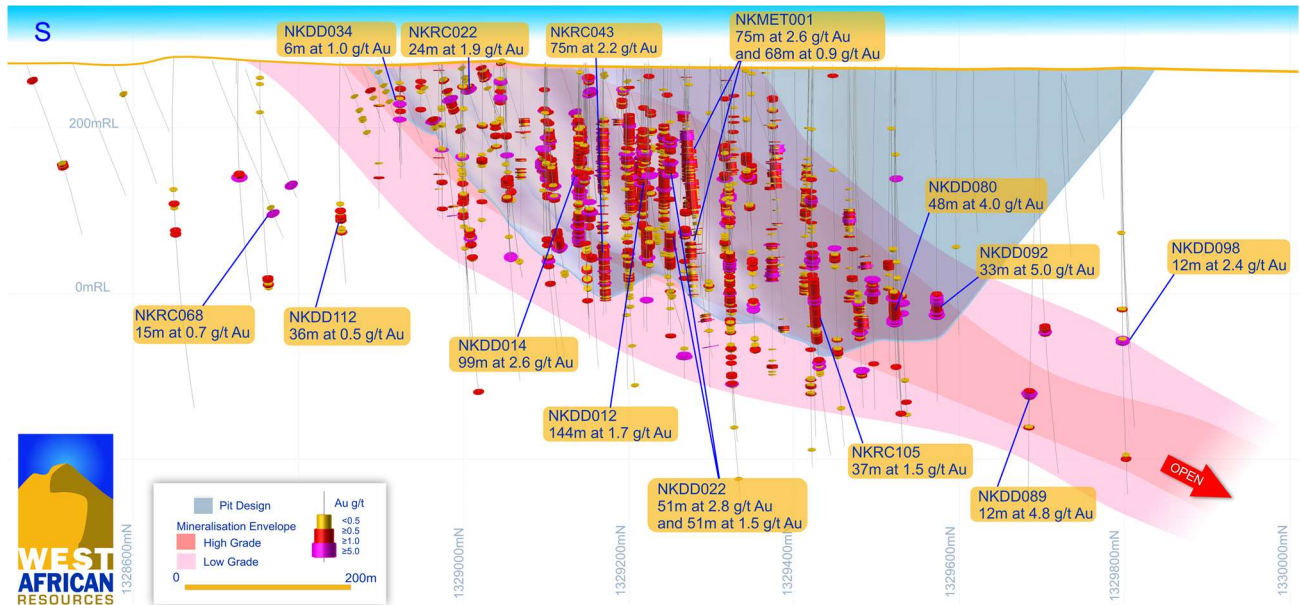 S
NKDD034
6m at 1.0 g/t Au
NKRC022
24m at 1.9 g/t Au
NKRC043
75m at 2.2 g/t Au
NKMET001
75m at 2.6 g/t Au
and 68m at 0.9 g/t Au
200mRL
0mRL
NKDD080
48m at 4.0 g/t Au
NKDD092
33m at 5.0 g/t Au
NKDD098
12m at 2.4 g/t Au
NKRC068
15m at 0.7 g/t Au
NKDD112
36m at 0.5 g/t Au
NKDD014
99m at 2.6 g/t Au
NKDD012
144m at 1.7 g/t Au
NKDD022
51m at 2.8 g/t Au
and 51m at 1.5 g/t Au
NKRC105
37m at 1.5 g/t Au
NKDD089
12m at 4.8 g/t Au
OPEN
WEST
AFRICAN
RESOURCES
Pit Design
Mineralisation Envelope
High Grade
Low Grade
Au g/t
<0.5
≥0.5
≥1.0
≥5.0
0 200m
1328600mN
1329000mN
1329200mN
1329400mN
1329600mN
1329800mN
1330000mN